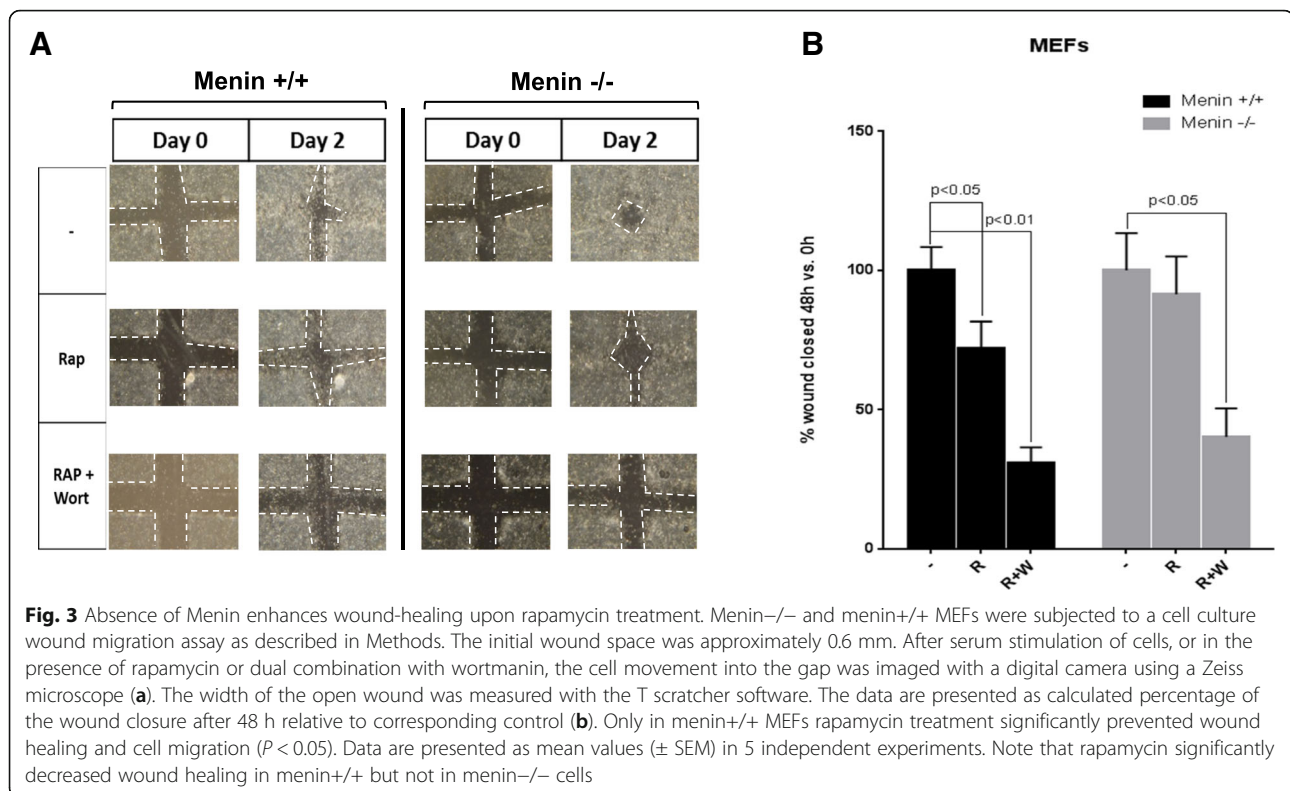 A
Menin +/+
Menin -/-
Day 0
Day 2
Day 0
Day 2
-
Rap
RAP +
Wort
B
MEFs
Menin +/+
Menin -/-
150
100
50
0
% wound closed 48h vs. 0h
p<0.05
p<0.01
p<0.05
-
R
R+W
-
R
R+W
Fig. 3 Absence of Menin enhances wound-healing upon rapamycin treatment. Menin−/− and menin+/+ MEFs were subjected to a cell culture
wound migration assay as described in Methods. The initial wound space was approximately 0.6 mm. After serum stimulation of cells, or in the
presence of rapamycin or dual combination with wortmanin, the cell movement into the gap was imaged with a digital camera using a Zeiss
microscope (a). The width of the open wound was measured with the T scratcher software. The data are presented as calculated percentage of
the wound closure after 48 h relative to corresponding control (b). Only in menin+/+ MEFs rapamycin treatment significantly prevented wound
healing and cell migration (P < 0.05). Data are presented as mean values (± SEM) in 5 independent experiments. Note that rapamycin significantly
decreased wound healing in menin+/+ but not in menin−/− cells